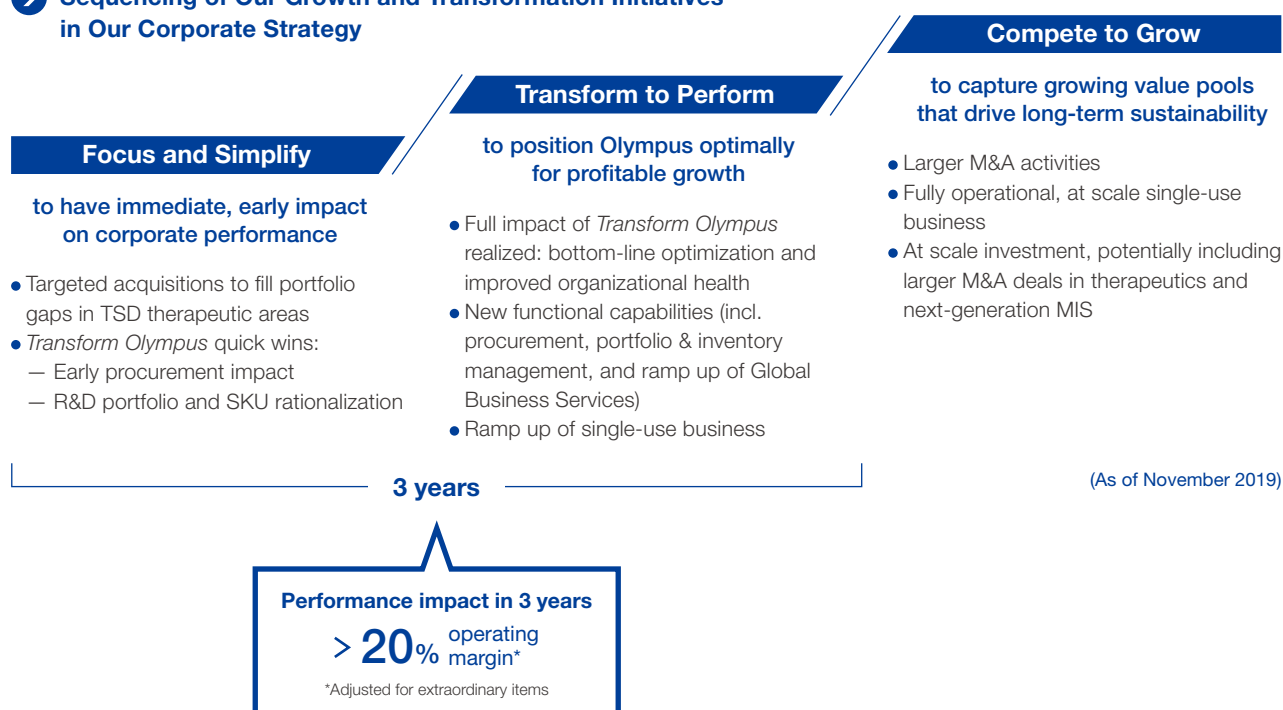 Sequencing of Our Growth and Transformation Initiatives
in Our Corporate Strategy
Focus and Simplify
to have immediate, early impact
on corporate performance
● Targeted acquisitions to fill portfolio
gaps in TSD therapeutic areas
● Transform Olympus quick wins:
— Early procurement impact
— R&D portfolio and SKU rationalization
Transform to Perform
to position Olympus optimally
for profitable growth
● Full impact of Transform Olympus
realized: bottom-line optimization and
improved organizational health
● New functional capabilities (incl.
procurement, portfolio & inventory
management, and ramp up of Global
Business Services)
● Ramp up of single-use business
Compete to Grow
to capture growing value pools
that drive long-term sustainability
● Larger M&A activities
● Fully operational, at scale single-use
business
● At scale investment, potentially including
larger M&A deals in therapeutics and
next-generation MIS
3 years
(As of November 2019)
Performance impact in 3 years
> 20% operating
margin*
*Adjusted for extraordinary items